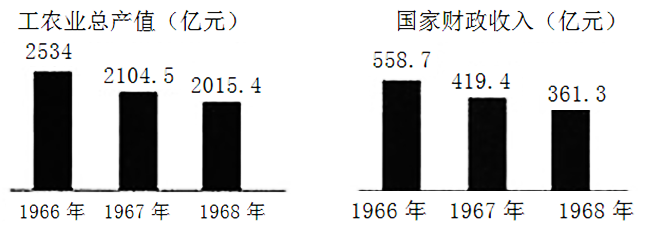 工农业总产值（亿元）
2534
2104.5
2015.4
1966 年
1967 年
1968 年
国家财政收入（亿元）
558.7
419.4
361.3
1966 年
1967 年
1968 年